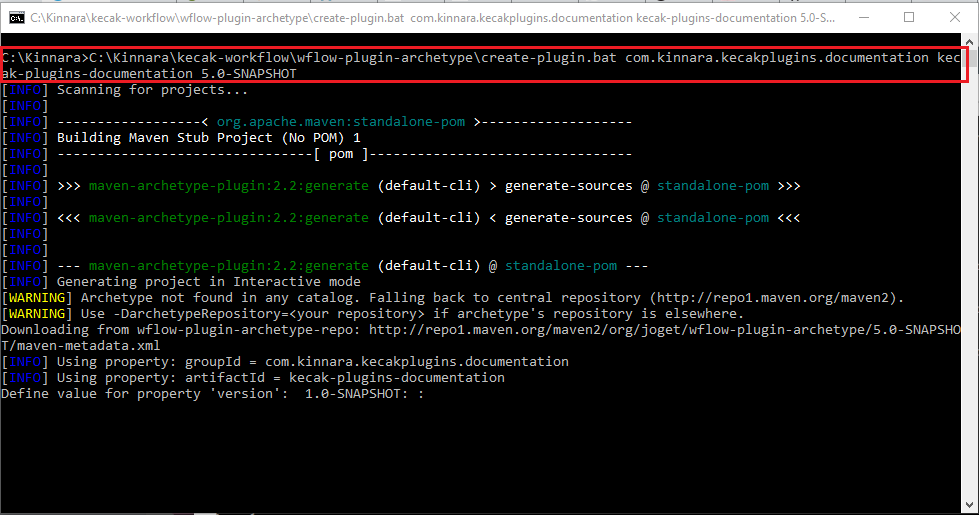 C:\Kinnara\kecak-workflow\wflow-plugin-archetype\create-plugin.bat  com.kinnara.kecakplugins.documentation kecak-plugins-documentation 5.0-S...
C:\Kinnara>C:\Kinnara\kecak-workflow\wflow-plugin-archetype\create-plugin.bat com.kinnara.kecakplugins.documentation kec
ak-plugins-documentation 5.0-SNAPSHOT
[INFO] Scanning for projects...
[INFO]
[INFO] ------------------< org.apache.maven:standalone-pom >-------------------
[INFO] Building Maven Stub Project (No POM) 1
[INFO] --------------------------------[ pom ]---------------------------------
[INFO]
[INFO] >>> maven-archetype-plugin:2.2:generate (default-cli) > generate-sources @ standalone-pom >>>
[INFO]
[INFO] <<< maven-archetype-plugin:2.2:generate (default-cli) < generate-sources @ standalone-pom <<<
[INFO]
[INFO]
[INFO] --- maven-archetype-plugin:2.2:generate (default-cli) @ standalone-pom ---
[INFO] Generating project in Interactive mode
[WARNING] Archetype not found in any catalog. Falling back to central repository (http://repo1.maven.org/maven2).
[WARNING] Use -DarchetypeRepository=<your repository> if archetype's repository is elsewhere.
Downloading from wflow-plugin-archetype-repo: http://repo1.maven.org/maven2/org/joget/wflow-plugin-archetype/5.0-SNAPSHO
T/maven-metadata.xml
[INFO] Using property: groupId = com.kinnara.kecakplugins.documentation
[INFO] Using property: artifactId = kecak-plugins-documentation
Define value for property 'version':  1.0-SNAPSHOT: :